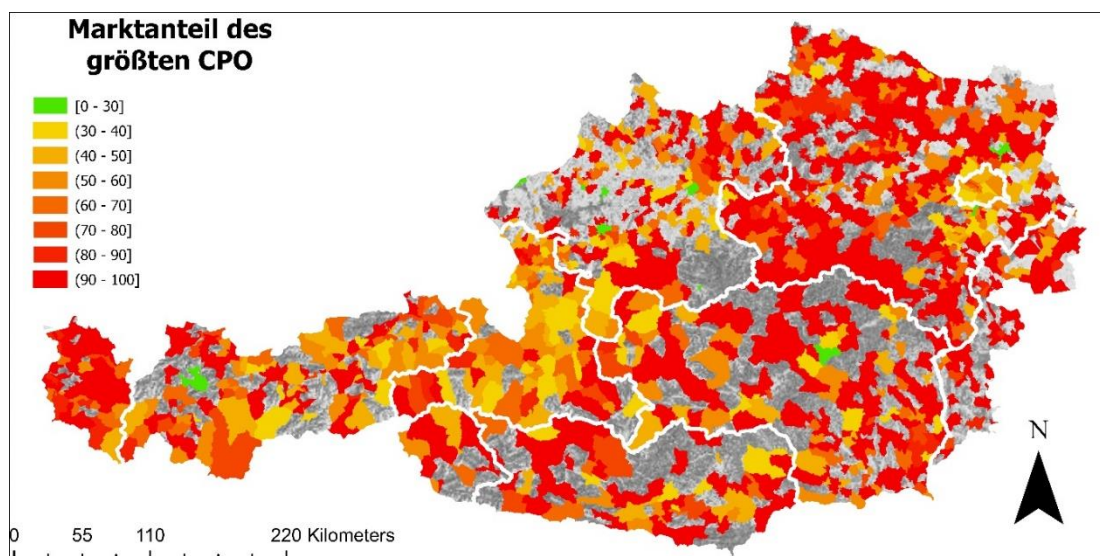 Marktanteil des
größten CPO
[0 - 30]
(30 - 40]
(40 - 50]
(50 - 60]
(60 - 70]
(70 - 80]
(80 - 90]
(90 - 100]
N
0 55 110 220 Kilometers